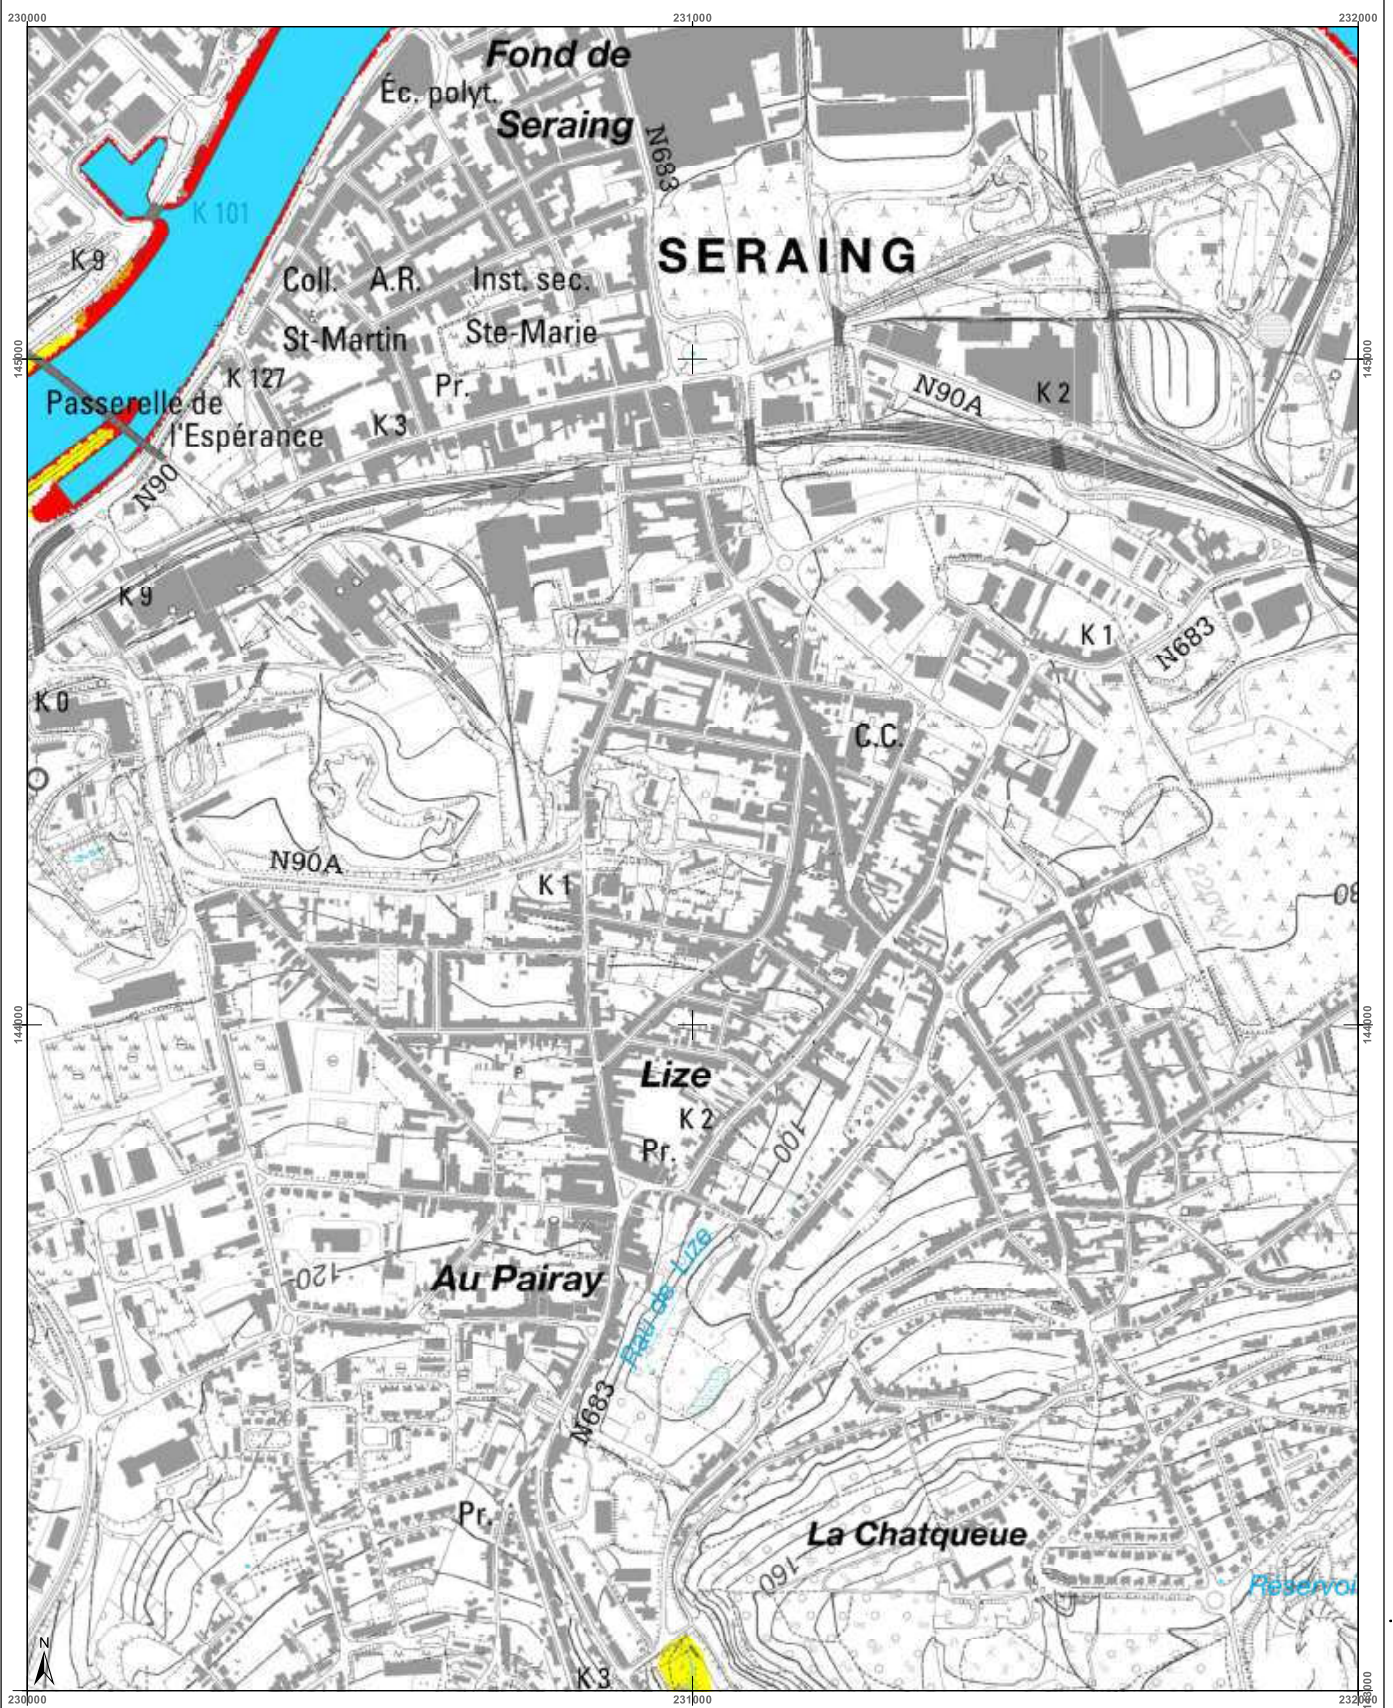 230000
231000
232000
Fond de
Éc. polyt.
Seraing
N683
K 101
SERAING
K 9
Coll.
A.R.
Inst. sec.
St-Martin
Ste-Marie
145000
145000
K 127
Pr.
N90A
K 2
Passerelle de
K 3
l'Espérance
N90
K 9
K 1
N683
K 0
C.C.
N90A
K 1
144000
144000
Lize
K 2
100
Pr.
120
Au Pairay
Rau de Lize
N683
Pr.
La Chatqueue
160
Réservoi
N
K 3
230000
231000
232000